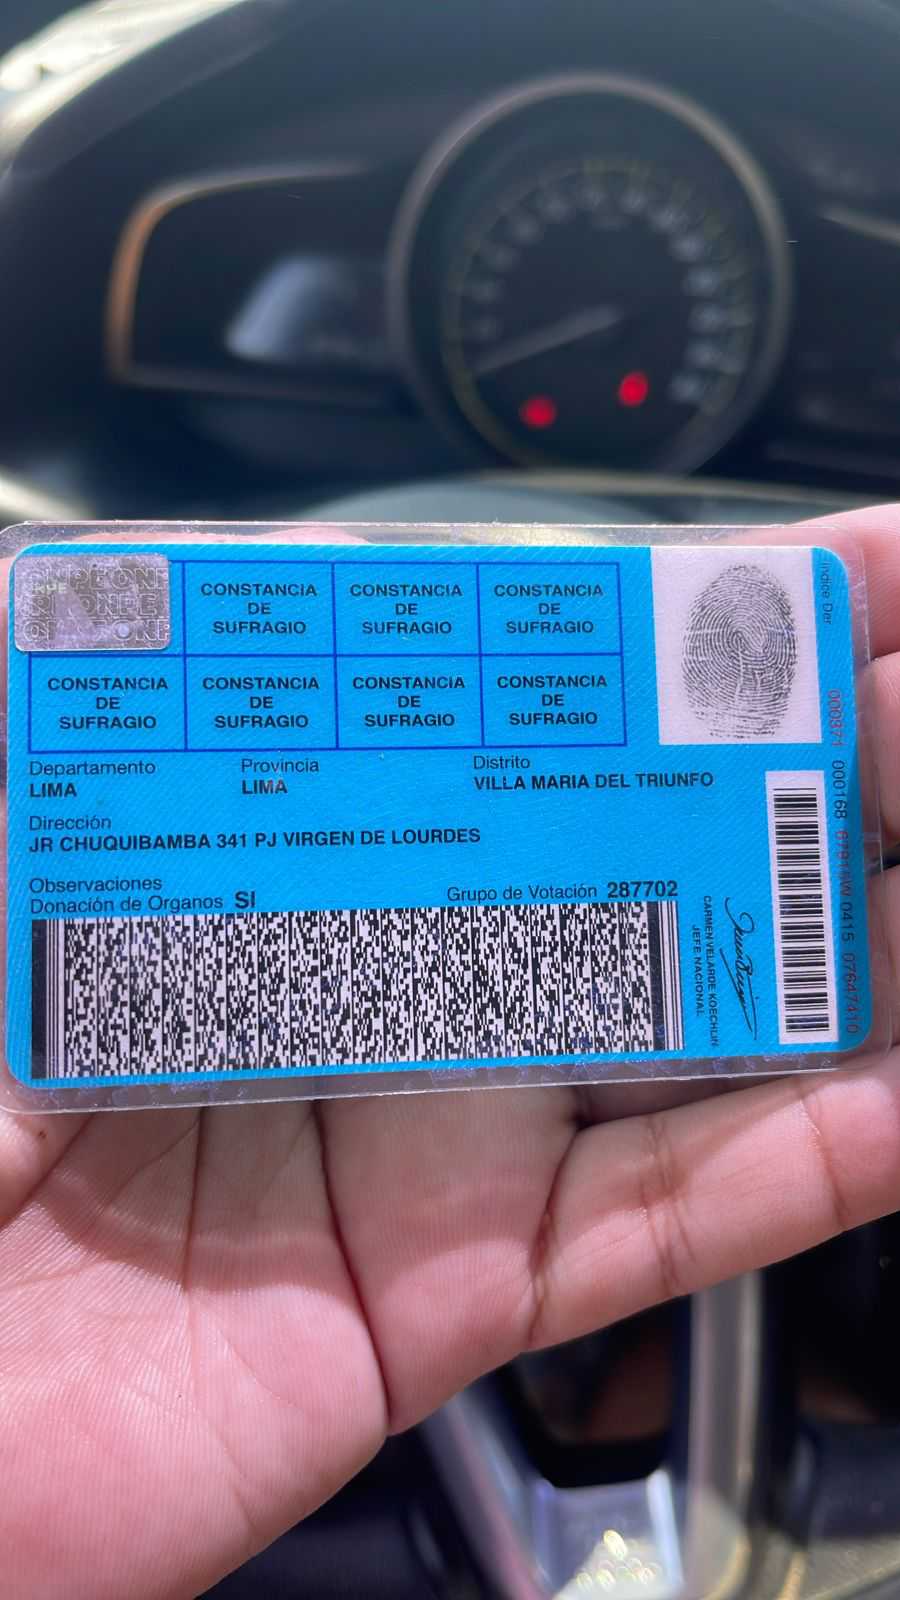 CONSTANCIA
DE
SUFRAGIO
CONSTANCIA
DE
SUFRAGIO
CONSTANCIA
DE
SUFRAGIO
CONSTANCIA
DE
SUFRAGIO
CONSTANCIA
DE
SUFRAGIO
CONSTANCIA
DE
SUFRAGIO
CONSTANCIA
DE
SUFRAGIO
Indice Der
Departamento
LIMA
Provincia
LIMA
Distrito
VILLA MARIA DEL TRIUNFO
Dirección
JR CHUQUIBAMBA 341 PJ VIRGEN DE LOURDES
Observaciones
Donación de Organos SI
Grupo de Votación 287702
CARMEN VELARDE KOECHLIN
JEFE NACIONAL
000168
0415